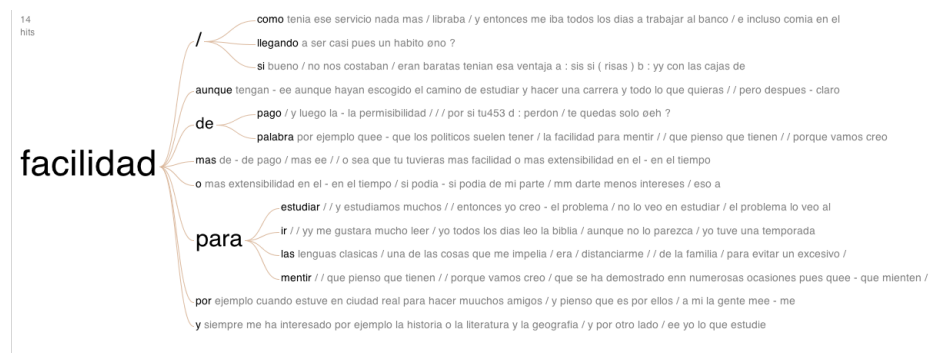 14
hits
como tenia ese servicio nada mas / libraba / y entonces me iba todos los dias a trabajar al banco / e incluso comia en el
/
llegando a ser casi pues un habito øno ?
si bueno / no nos costaban / eran baratas tenian esa ventaja a : sis si ( risas ) b : yy con las cajas de
aunque tengan - ee aunque hayan escogido el camino de estudiar y hacer una carrera y todo lo que quieras / / pero despues - claro
pago / y luego la - la permisibilidad / / / por si tu453 d : perdon / te quedas solo øeh ?
de
palabra por ejemplo quee - que los politicos suelen tener / la facilidad para mentir / / que pienso que tienen / / porque vamos creo
facilidad
mas de - de pago / mas ee / / o sea que tu tuvieras mas facilidad o mas extensibilidad en el - en el tiempo
o mas extensibilidad en el - en el tiempo / si podia - si podia de mi parte / mm darte menos intereses / eso a
estudiar / / y estudiamos muchos / / entonces yo creo - el problema / no lo veo en estudiar / el problema lo veo al
ir / / yy me gustara mucho leer / yo todos los dias leo la biblia / aunque no lo parezca / yo tuve una temporada
para
las lenguas clasicas / una de las cosas que me impelia / era / distanciarme / / de la familia / para evitar un excesivo /
mentir / / que pienso que tienen / / porque vamos creo / que se ha demostrado enn numerosas ocasiones pues quee - que mienten /
por ejemplo cuando estuve en ciudad real para hacer muuchos amigos / y pienso que es por ellos / a mi la gente mee - me
y siempre me ha interesado por ejemplo la historia o la literatura y la geografia / y por otro lado / ee yo lo que estudie